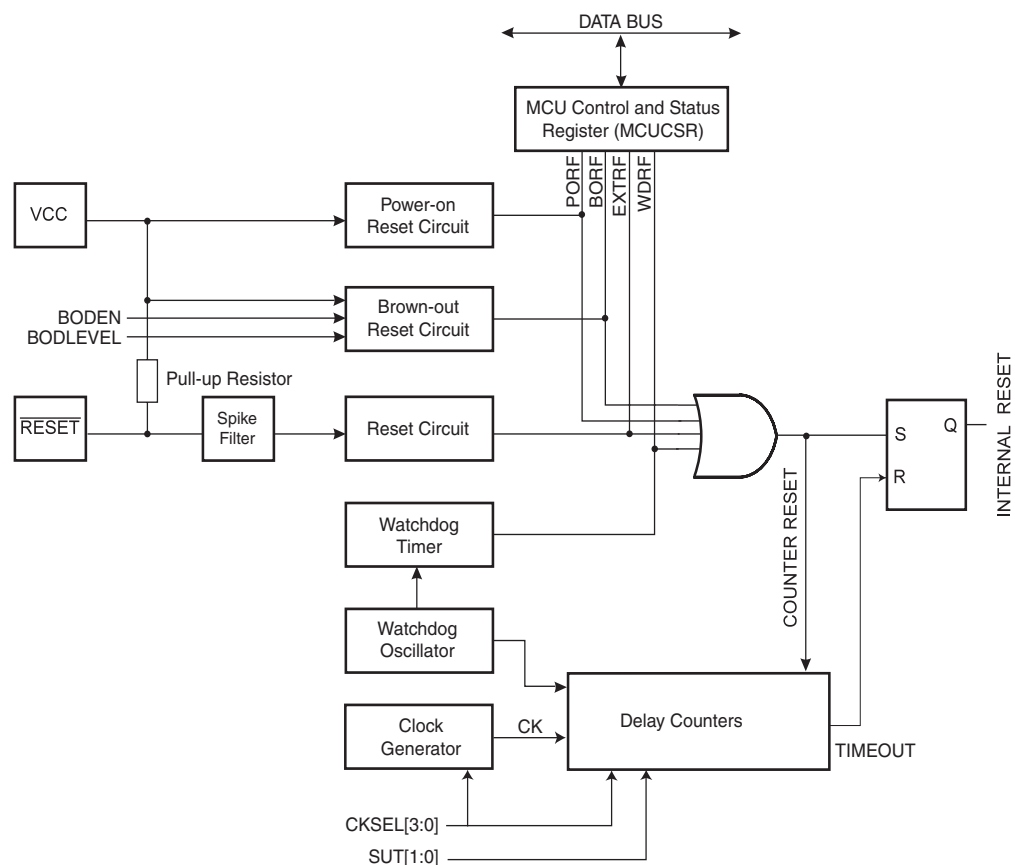 DATA BUS
MCU Control and Status
Register (MCUCSR)
PORF
BORF
EXTRF
WDRF
VCC
Power-on
Reset Circuit
BODEN
BODLEVEL
Brown-out
Reset Circuit
Pull-up Resistor
RESET
Spike
Filter
Reset Circuit
S
Q
R
INTERNAL RESET
Watchdog
Timer
COUNTER RESET
Watchdog
Oscillator
Clock
Generator
CK
Delay Counters
TIMEOUT
CKSEL[3:0]
SUT[1:0]